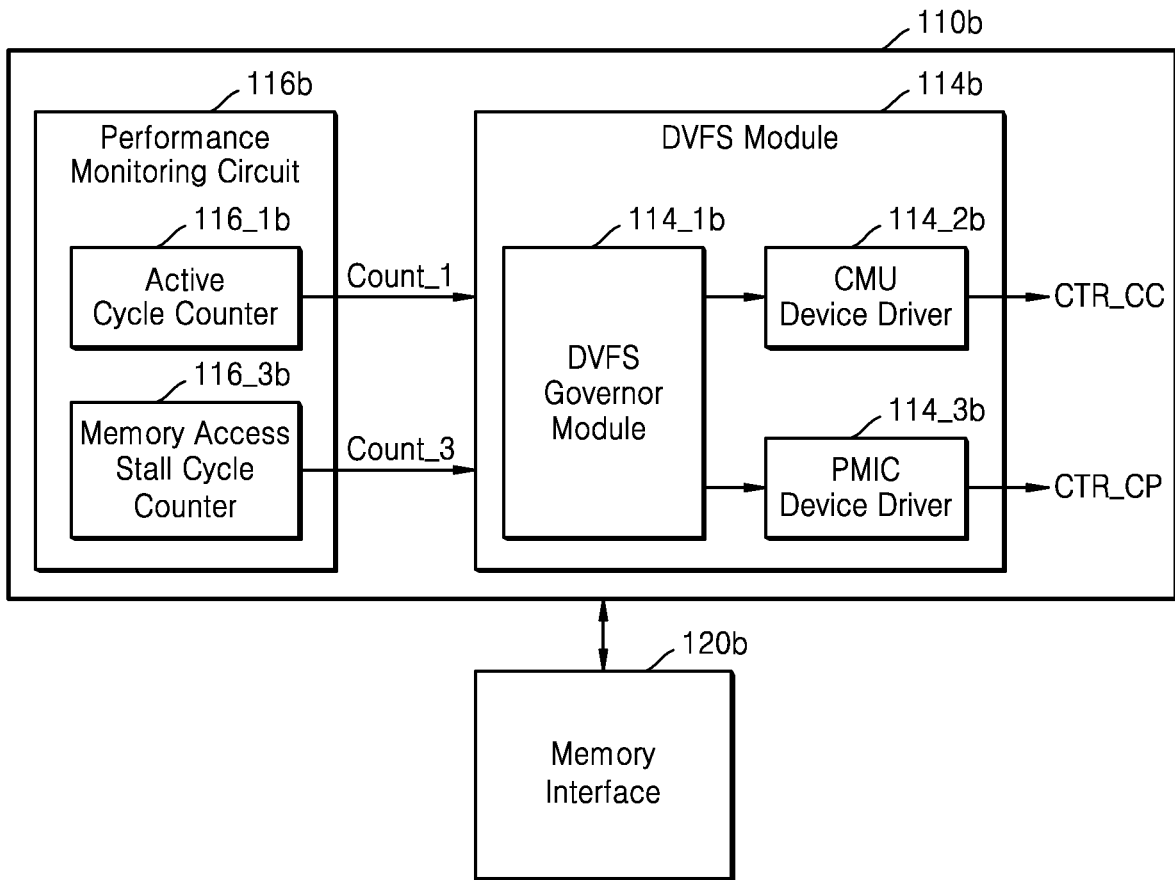 110b
116b
114b
Performance
Monitoring Circuit
DVFS Module
116_1b
114_1b
114_2b
Active
Cycle Counter
Count_1
CMU
Device Driver
CTR_CC
DVFS
Governor
Module
116_3b
114_3b
Memory Access
Stall Cycle
Counter
Count_3
PMIC
Device Driver
CTR_CP
120b
Memory
Interface